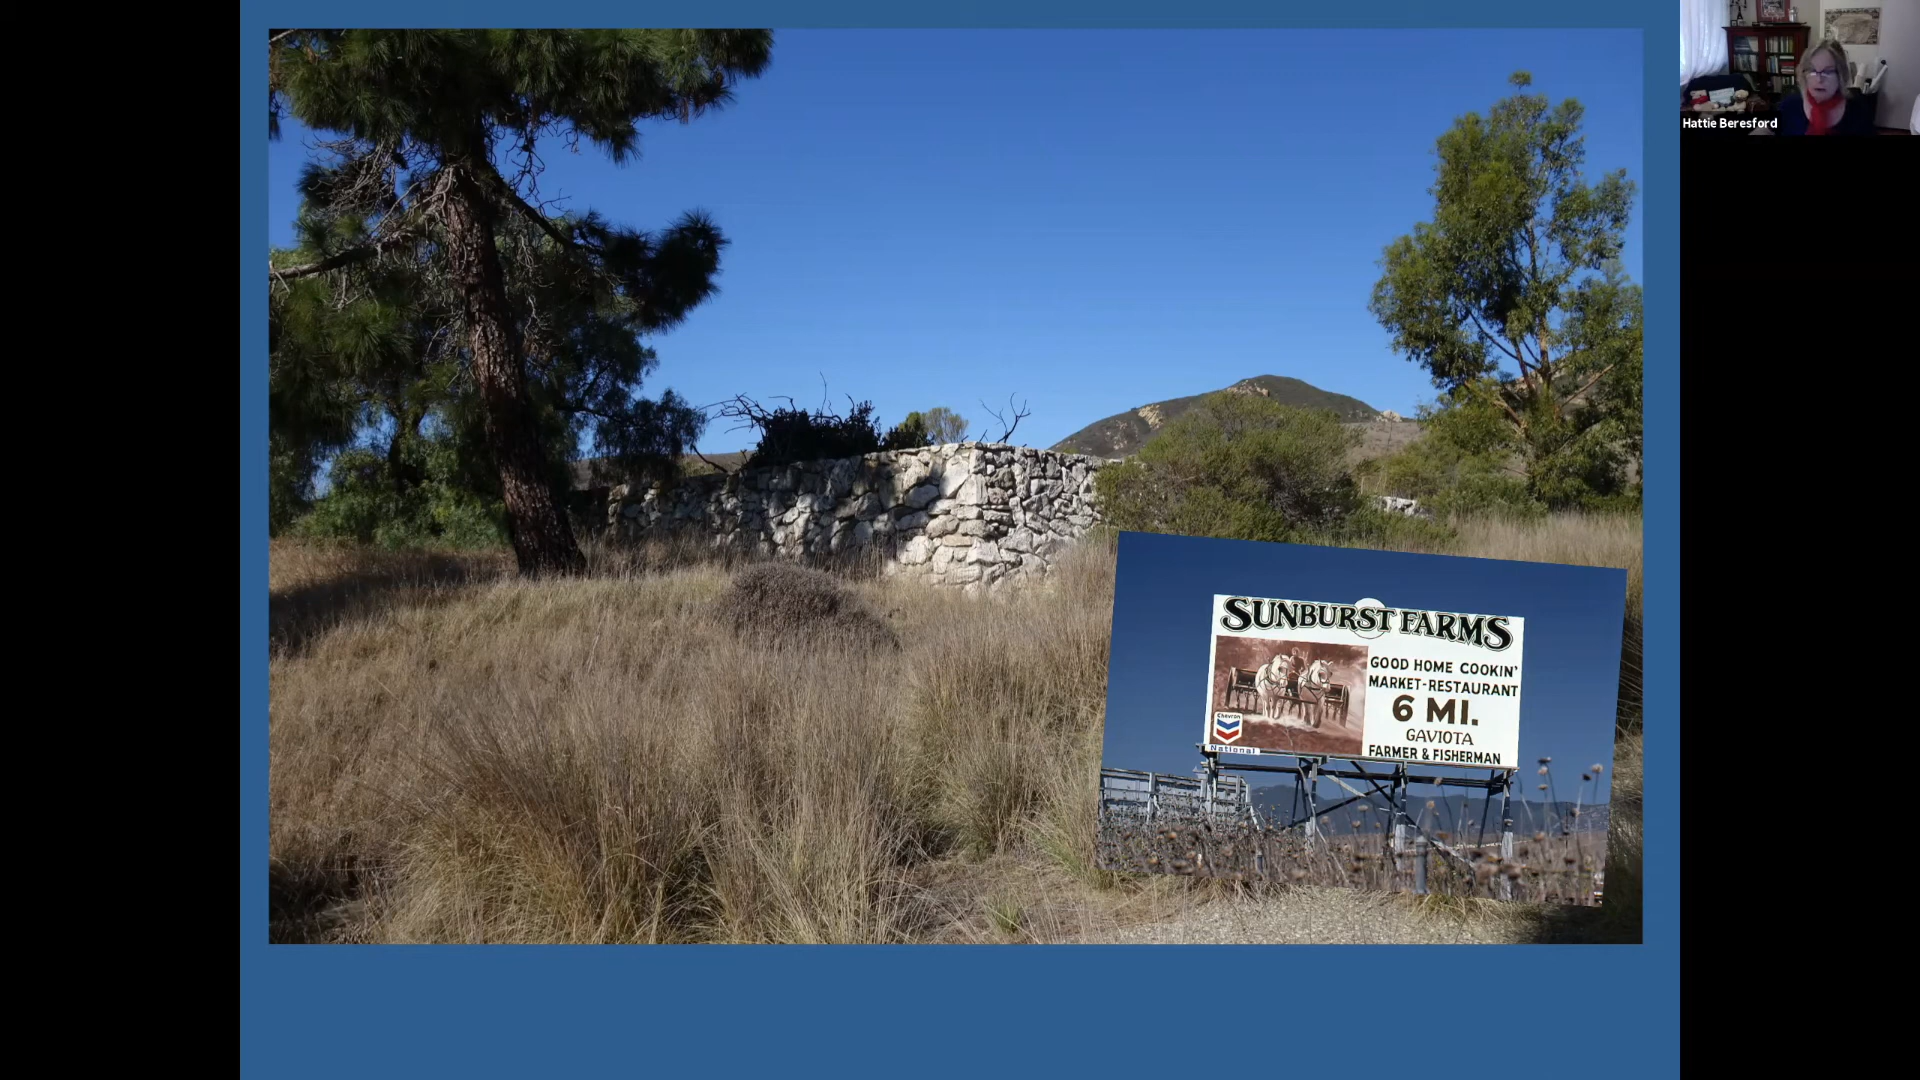 Hattie Beresford
SUNBURST FARMS
GOOD HOME COOKIN'
MARKET-RESTAURANT
6 MI.
GAVIOTA
FARMER & FISHERMAN
Chevron
National